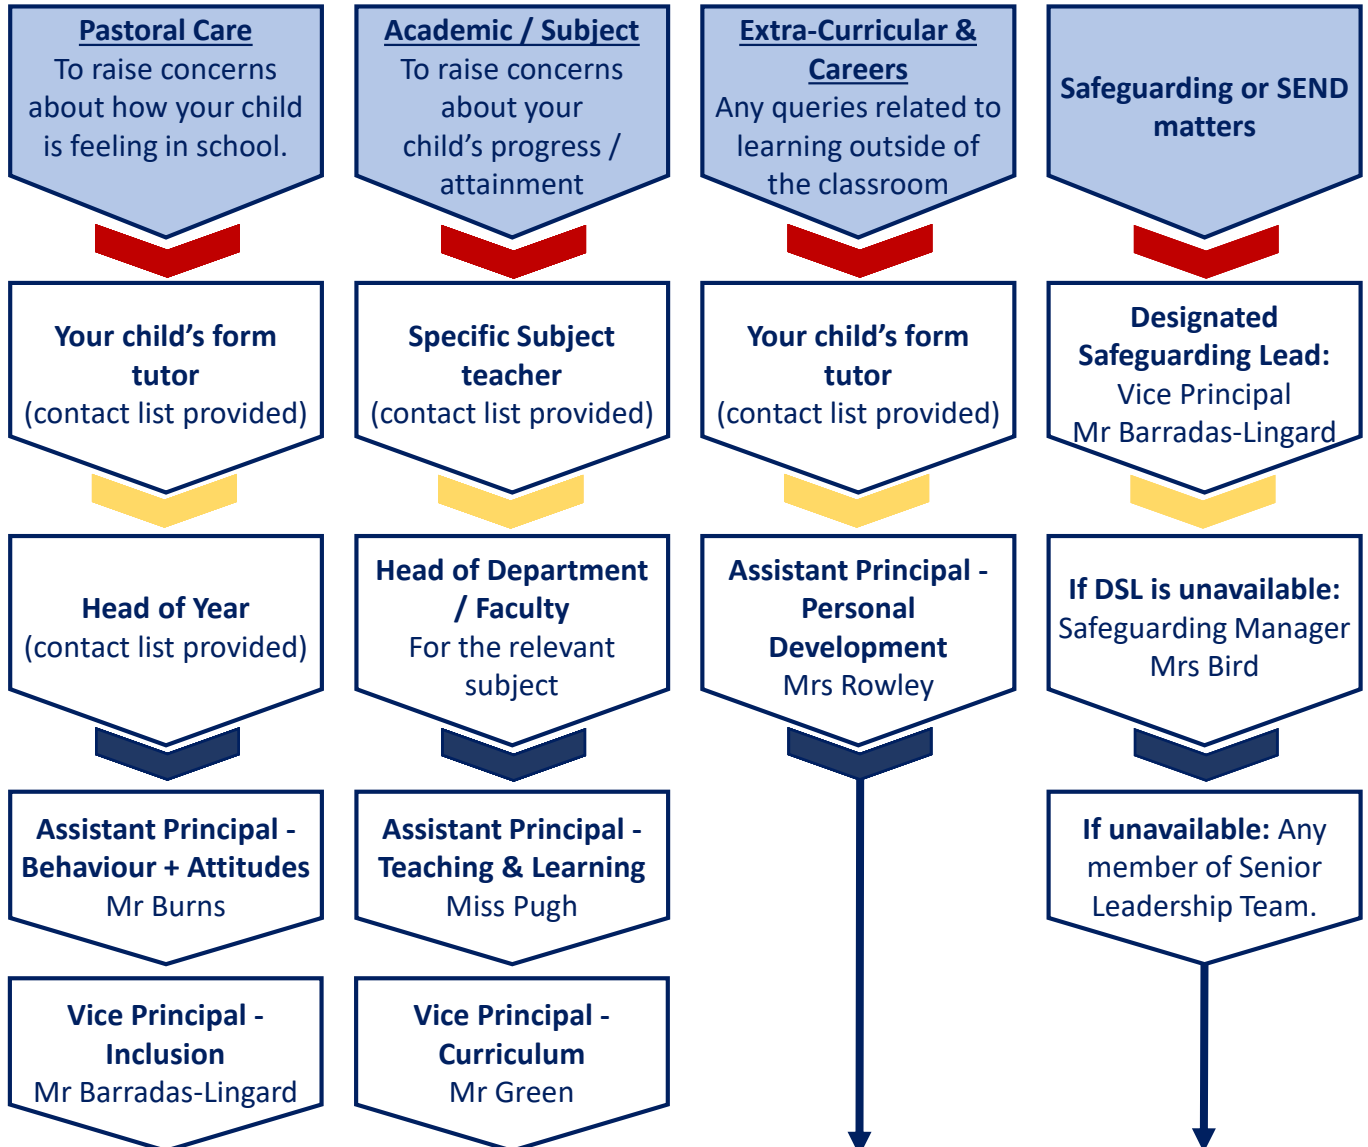 Pastoral Care
To raise concerns
about how your child
is feeling in school.
Academic / Subject
To raise concerns
about your
child’s progress /
attainment
Extra-Curricular &
Careers
Any queries related to
learning outside of
the classroom
Safeguarding or SEND
matters
Your child’s form
tutor
(contact list provided)
Specific Subject
teacher
(contact list provided)
Your child’s form
tutor
(contact list provided)
Designated
Safeguarding Lead:
Vice Principal
Mr Barradas-Lingard
Head of Year
(contact list provided)
Head of Department
/ Faculty
For the relevant
subject
Assistant Principal -
Personal
Development
Mrs Rowley
If DSL is unavailable:
Safeguarding Manager
Mrs Bird
Assistant Principal -
Behaviour + Attitudes
Mr Burns
Assistant Principal -
Teaching & Learning
Miss Pugh
If unavailable: Any
member of Senior
Leadership Team.
Vice Principal -
Inclusion
Mr Barradas-Lingard
Vice Principal -
Curriculum
Mr Green